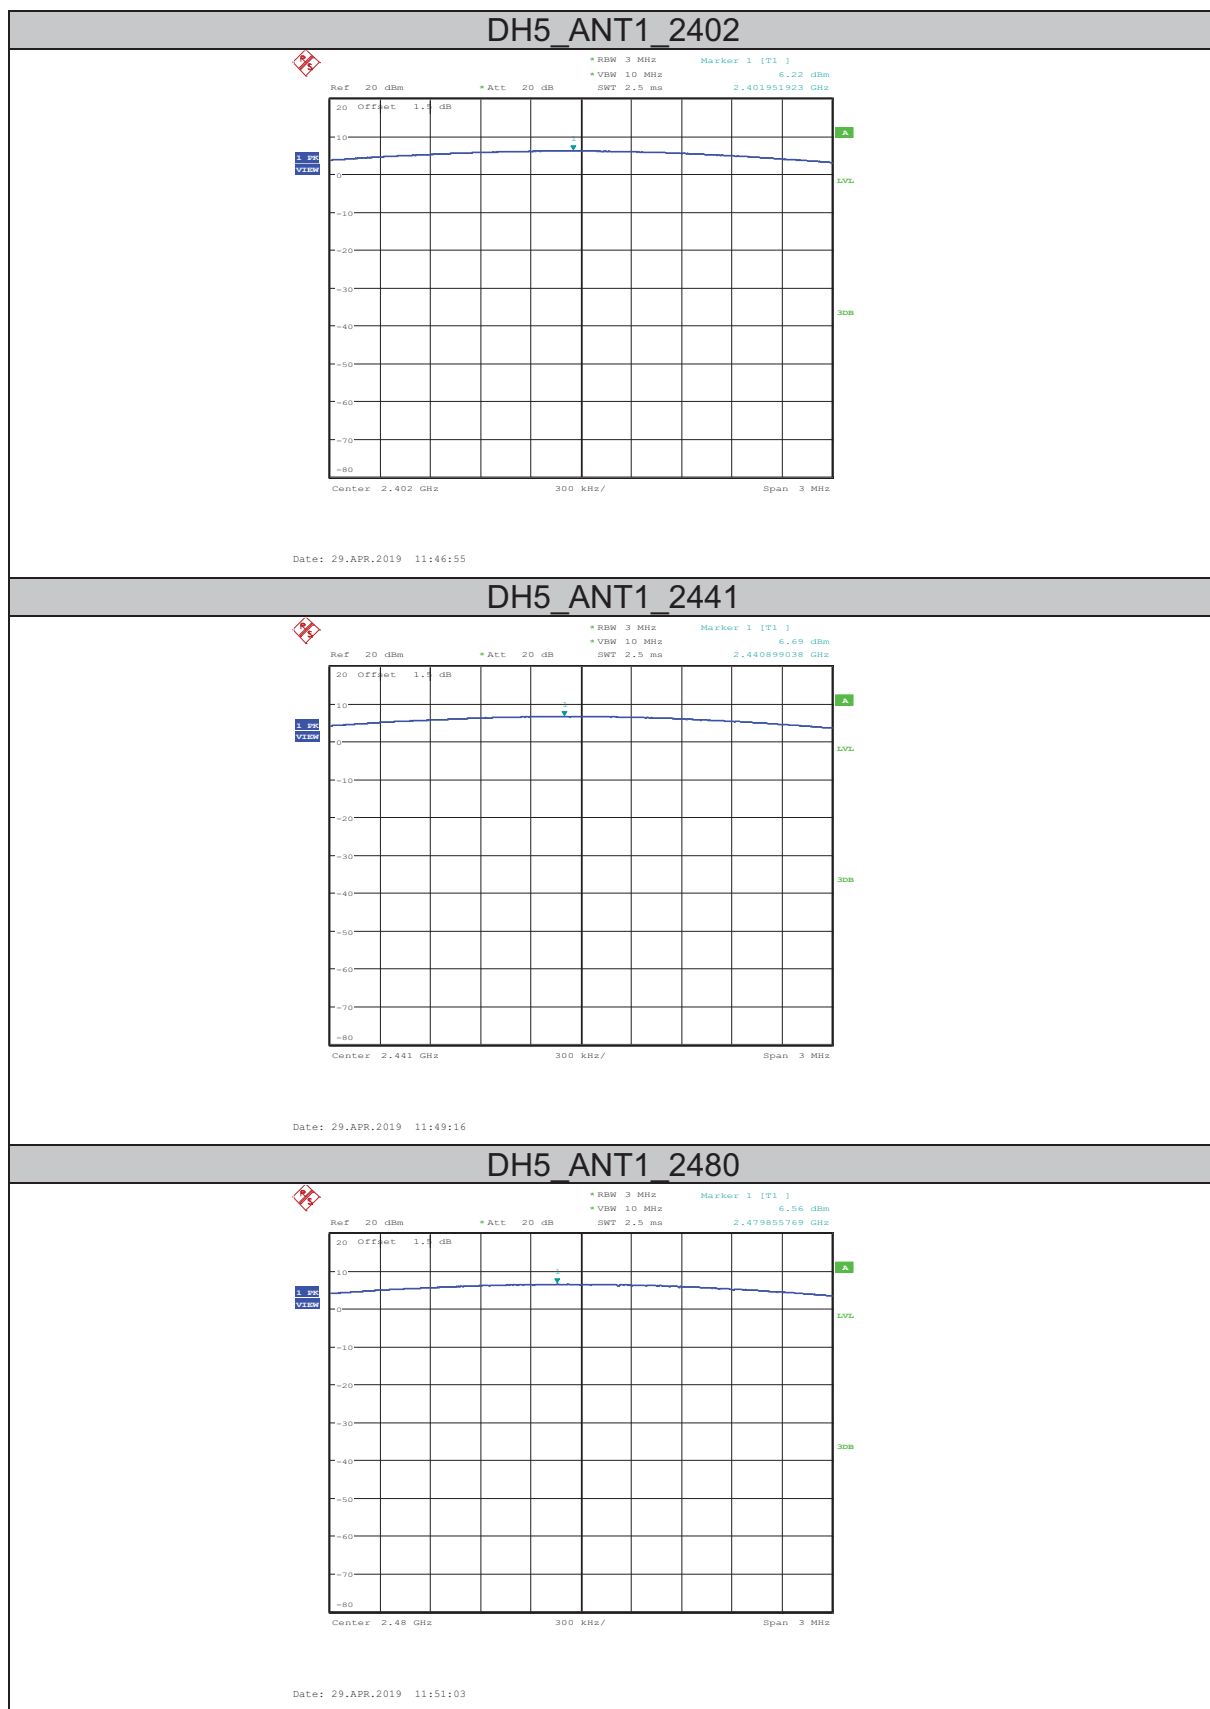 DH5_ANT1_2402
R S
*RBW 3 MHz Marker 1 [T1 ]
*VBW 10 MHz 6.22 dBm
Ref 20 dBm *Att 20 dB SWT 2.5 ms 2.401951923 GHz
20 Offset 1.5 dB
A
10
1
1 PK
VIEW
0
LVL
-10
-20
-30
3DB
-40
-50
-60
-70
-80
Center 2.402 GHz 300 kHz/ Span 3 MHz
Date: 29.APR.2019 11:46:55
DH5_ANT1_2441
R S
*RBW 3 MHz Marker 1 [T1 ]
*VBW 10 MHz 6.69 dBm
Ref 20 dBm *Att 20 dB SWT 2.5 ms 2.440899038 GHz
20 Offset 1.5 dB
A
10
1
1 PK
VIEW
0
LVL
-10
-20
-30
3DB
-40
-50
-60
-70
-80
Center 2.441 GHz 300 kHz/ Span 3 MHz
Date: 29.APR.2019 11:49:16
DH5_ANT1_2480
R S
*RBW 3 MHz Marker 1 [T1 ]
*VBW 10 MHz 6.56 dBm
Ref 20 dBm *Att 20 dB SWT 2.5 ms 2.479855769 GHz
20 Offset 1.5 dB
A
10
1
1 PK
VIEW
0
LVL
-10
-20
-30
3DB
-40
-50
-60
-70
-80
Center 2.48 GHz 300 kHz/ Span 3 MHz
Date: 29.APR.2019 11:51:03